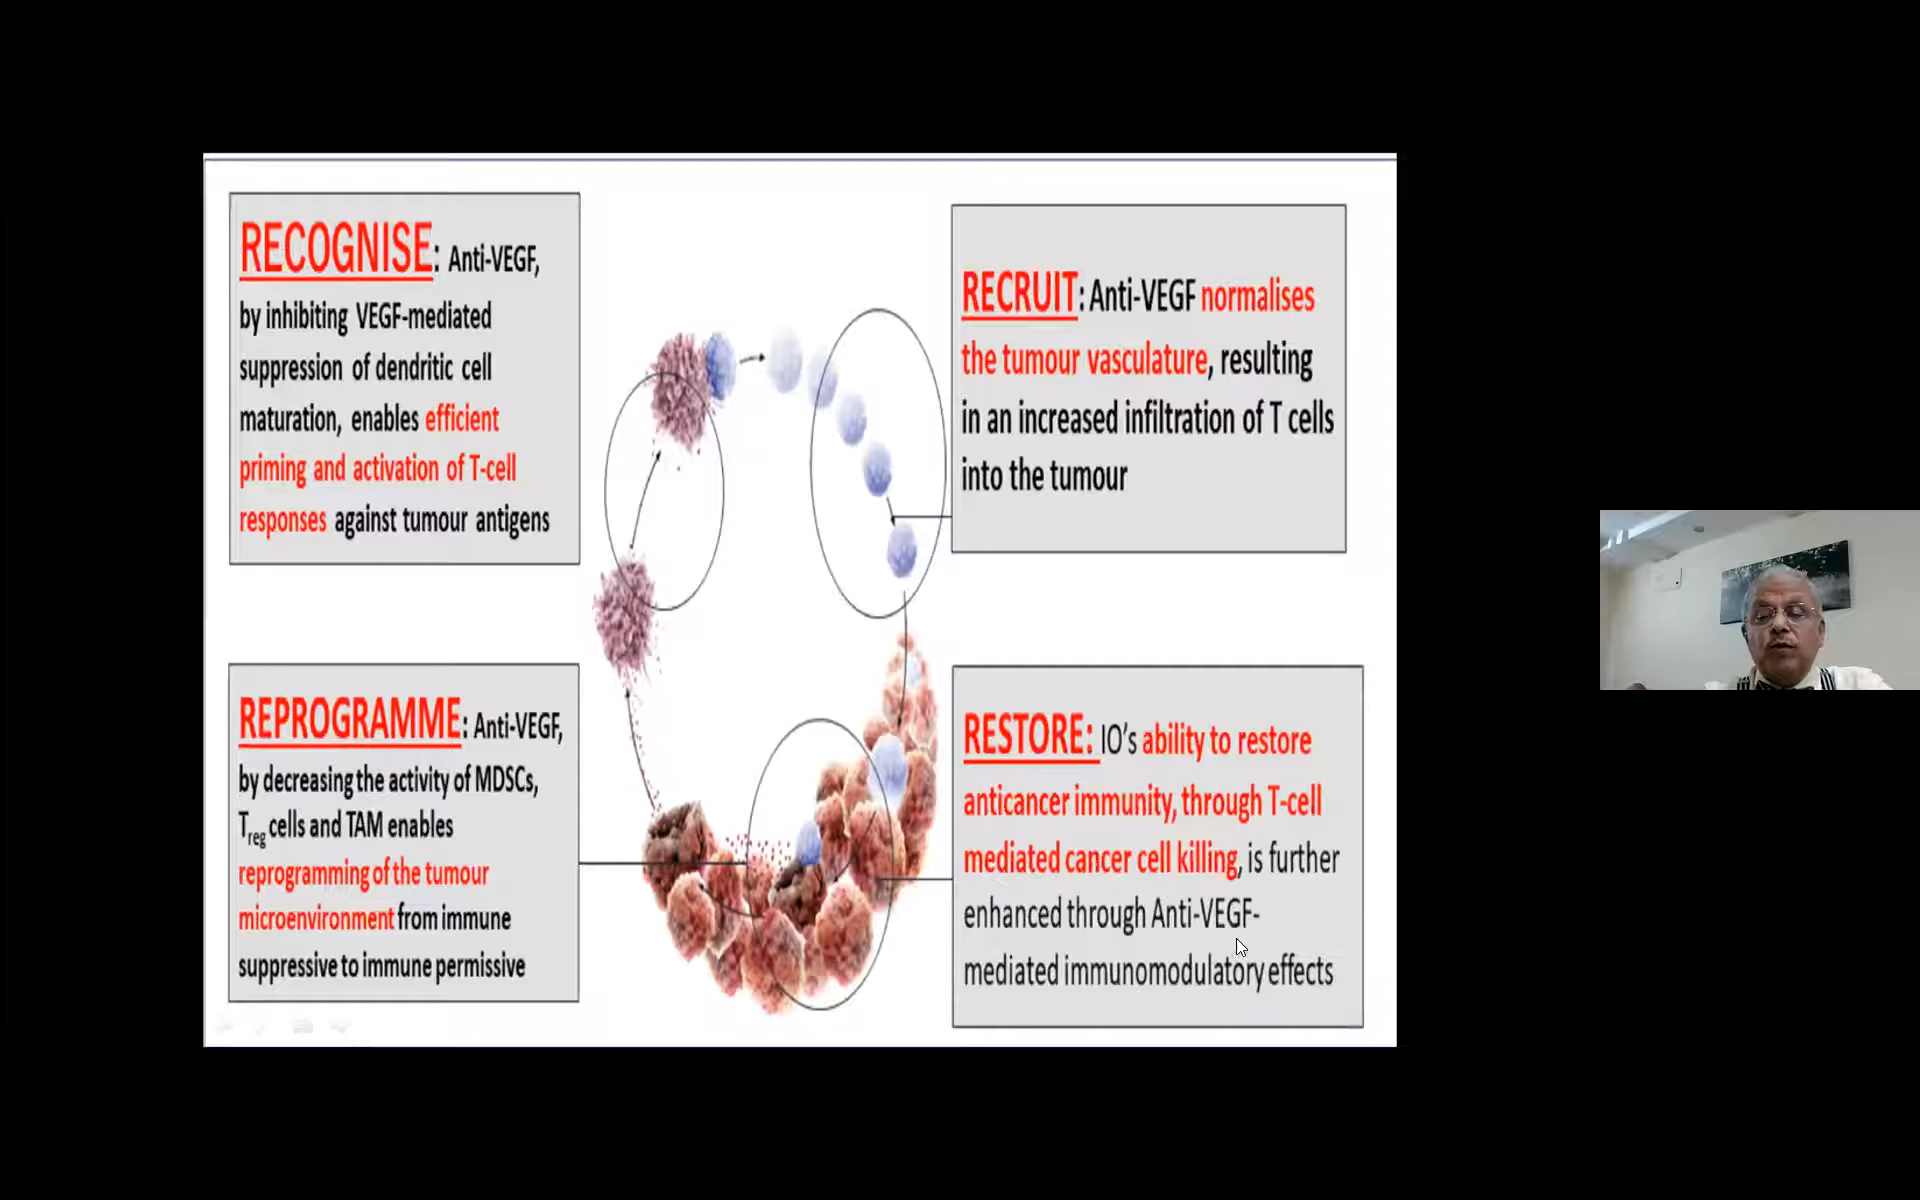 RECOGNISE: Anti-VEGF,
by inhibiting VEGF-mediated
suppression of dendritic cell
maturation, enables efficient
priming and activation of T-cell
responses against tumour antigens
RECRUIT: Anti-VEGF normalises
the tumour vasculature, resulting
in an increased infiltration of T cells
into the tumour
REPROGRAMME: Anti-VEGF,
by decreasing the activity of MDSCs,
Treg cells and TAM enables
reprogramming of the tumour
microenvironment from immune
suppressive to immune permissive
RESTORE: IO's ability to restore
anticancer immunity, through T-cell
mediated cancer cell killing, is further
enhanced through Anti-VEGF-
mediated immunomodulatory effects